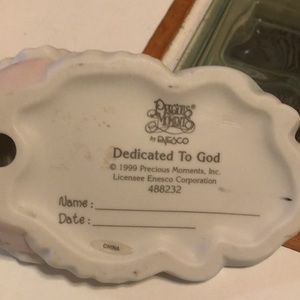 Precious
Moments®
by ENESCO
Dedicated To God
© 1999 Precious Moments, Inc.
Licensee Enesco Corporation
488232
Name:
Date:
CHINA